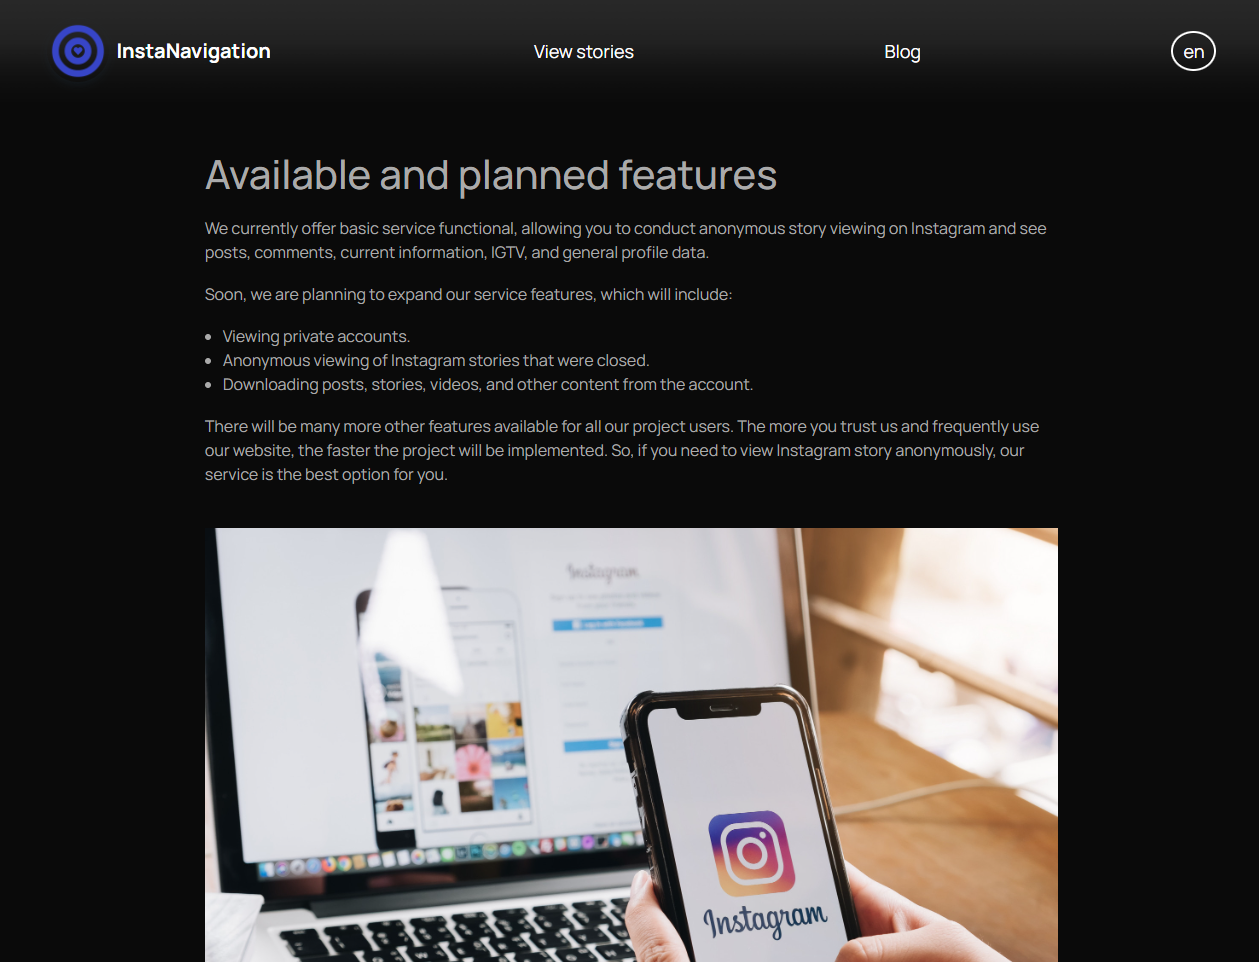 InstaNavigation
View stories
Blog
en
Available and planned features
We currently offer basic service functional, allowing you to conduct anonymous story viewing on Instagram and see
posts, comments, current information, IGTV, and general profile data.
Soon, we are planning to expand our service features, which will include:
Viewing private accounts.
Anonymous viewing of Instagram stories that were closed.
Downloading posts, stories, videos, and other content from the account.
There will be many more other features available for all our project users. The more you trust us and frequently use
our website, the faster the project will be implemented. So, if you need to view Instagram story anonymously, our
service is the best option for you.
Instagram
Log in with Facebook
Instagram